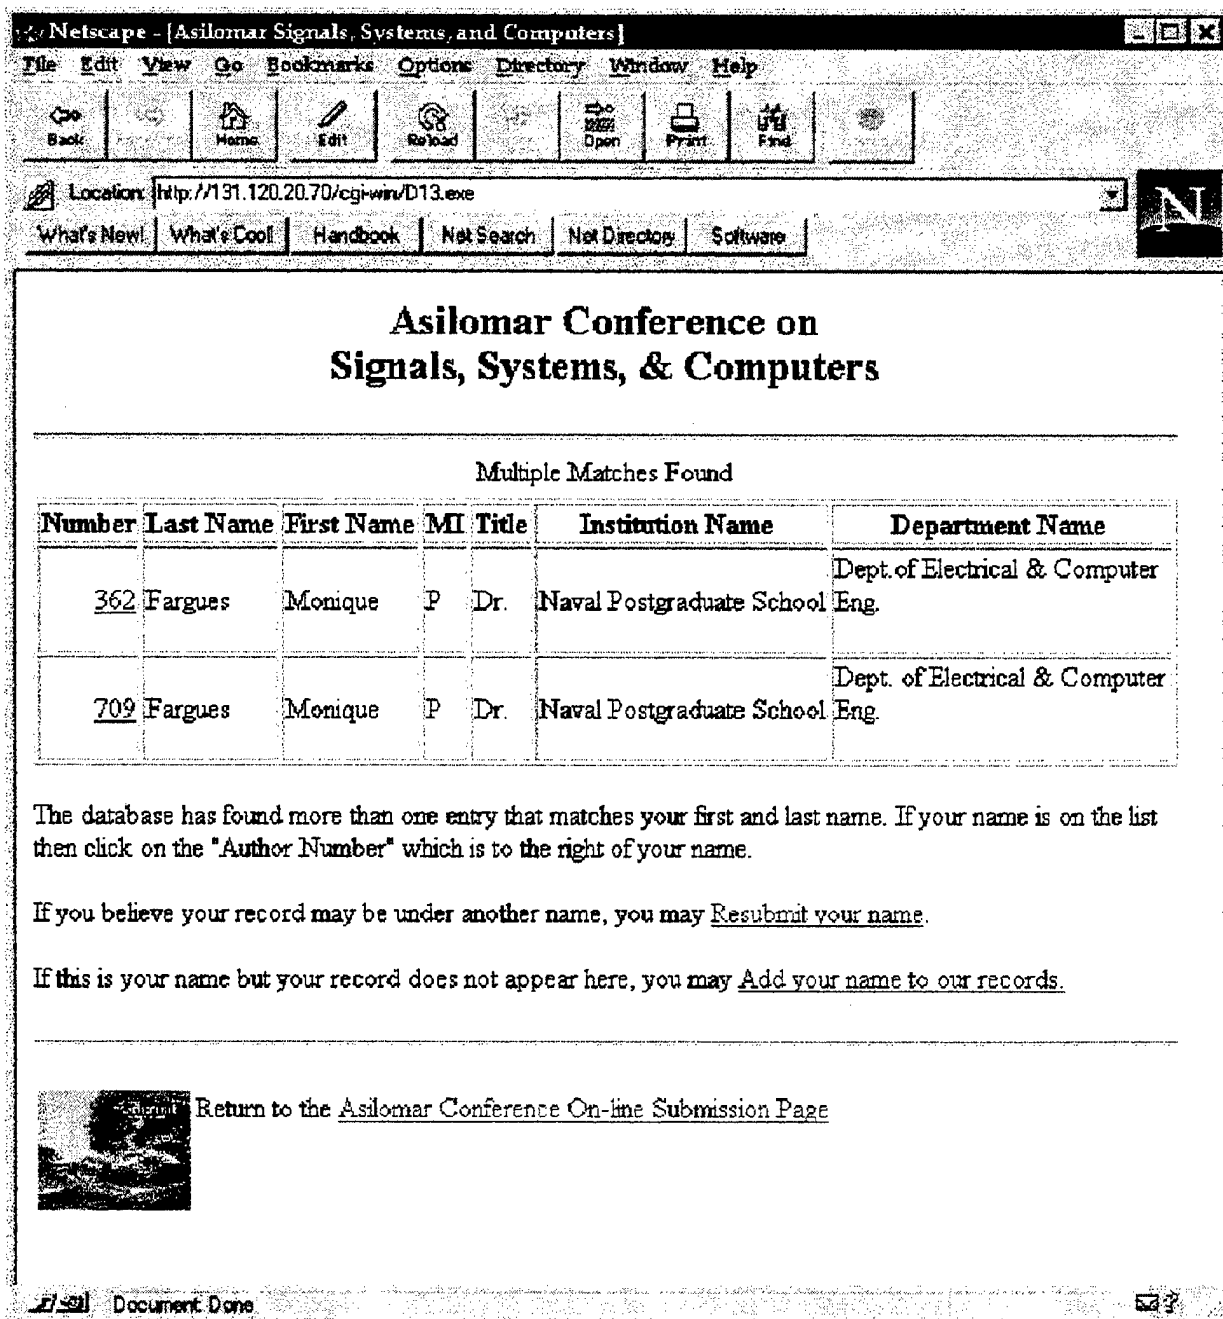 Netscape - [Asilomar Signals, Systems, and Computers]
File Edit View Go Bookmarks Options Directory Window Help
Back Home Edit Reload Open Print Find
Location: http://131.120.20.70/cgi-win/D13.exe
N
What's New! What's Cool! Handbook Net Search Net Directory Software
Asilomar Conference on
Signals, Systems, & Computers
Multiple Matches Found
Number Last Name First Name MI Title Institution Name Department Name
362 Fargues Monique P Dr. Naval Postgraduate School Dept.of Electrical & Computer
Eng.
709 Fargues Monique P Dr. Naval Postgraduate School Dept. of Electrical & Computer
Eng.
The database has found more than one entry that matches your first and last name. If your name is on the list
then click on the "Author Number" which is to the right of your name.
If you believe your record may be under another name, you may Resubmit your name.
If this is your name but your record does not appear here, you may Add your name to our records.
Return to the Asilomar Conference On-line Submission Page
Document: Done